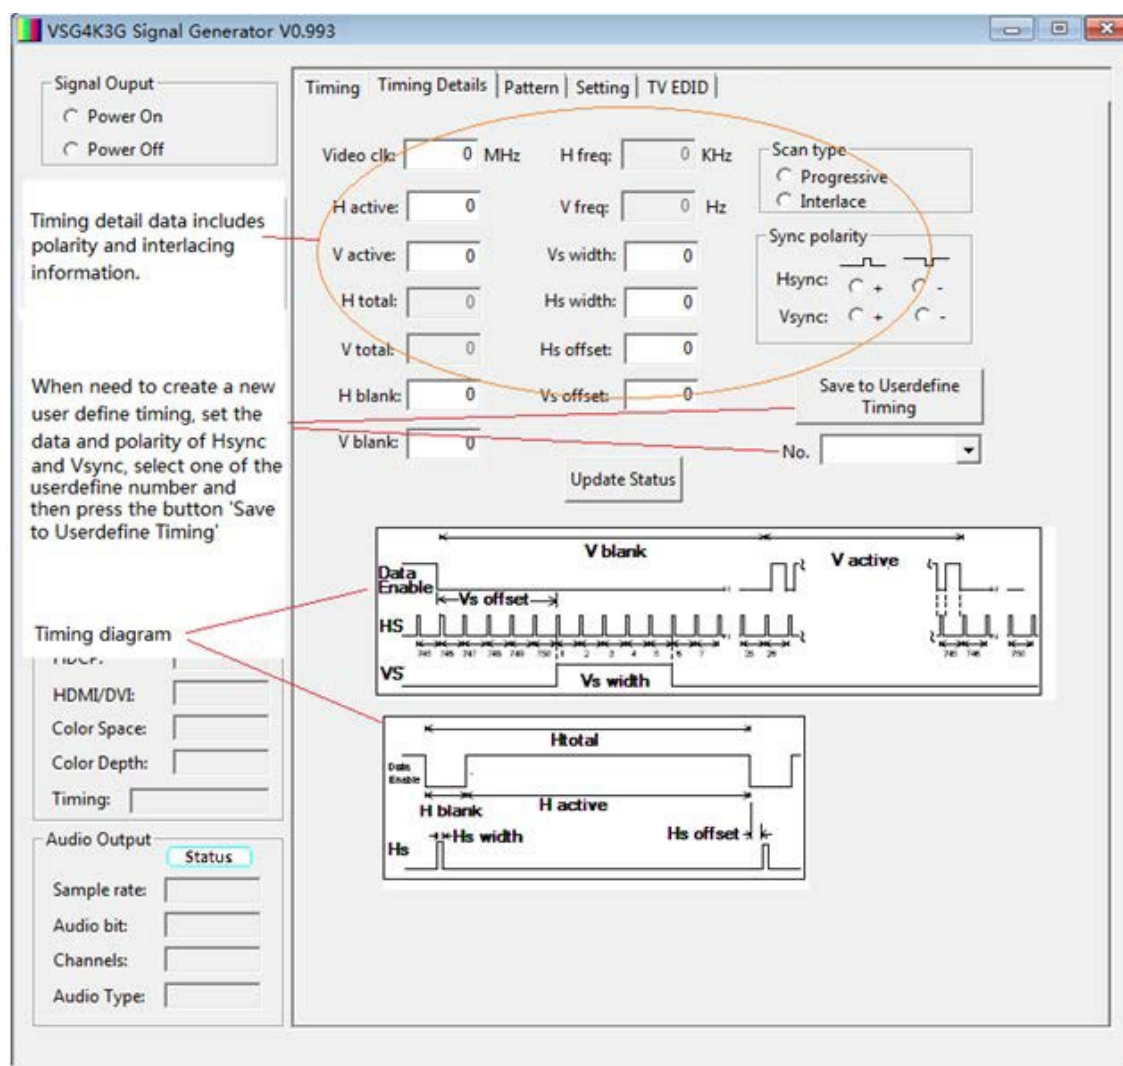 VSG4K3G Signal Generator V0.993
Signal Ouput
Power On
Power Off
Timing detail data includes
polarity and interlacing
information.
When need to create a new
user define timing, set the
data and polarity of Hsync
and Vsync, select one of the
userdefine number and
then press the button 'Save
to Userdefine Timing'
Timing diagram
HDMI/DVI:
Color Space:
Color Depth:
Timing:
Audio Output
Status
Sample rate:
Audio bit:
Channels:
Audio Type:
Timing Timing Details Pattern Setting TV EDID
Video clk: 0 MHz H freq: 0 KHz
H active: 0 V freq: 0 Hz
V active: 0 Vs width: 0
H total: 0 Hs width: 0
V total: 0 Hs offset: 0
H blank: 0 Vs offset: 0
V blank: 0
Scan type
Progressive
Interlace
Sync polarity
Hsync: + -
Vsync: + -
Save to Userdefine
Timing
No.
Update Status
V blank V active
Data
Enable
Vs offset
HS
VS
Vs width
Htotal
Data
Enable
H blank H active
Hs width Hs offset
Hs